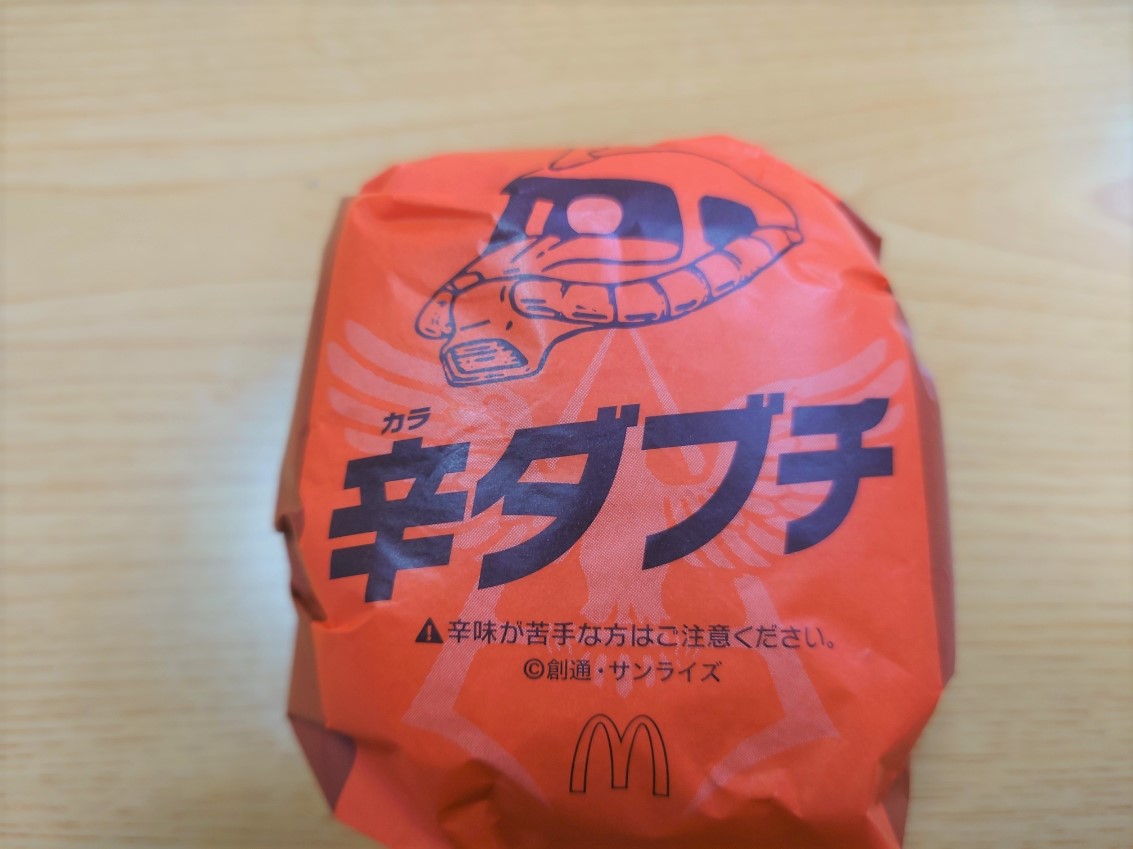 カラ
辛ダブチ
⚠辛味が苦手な方はご注意ください。
©創通・サンライズ